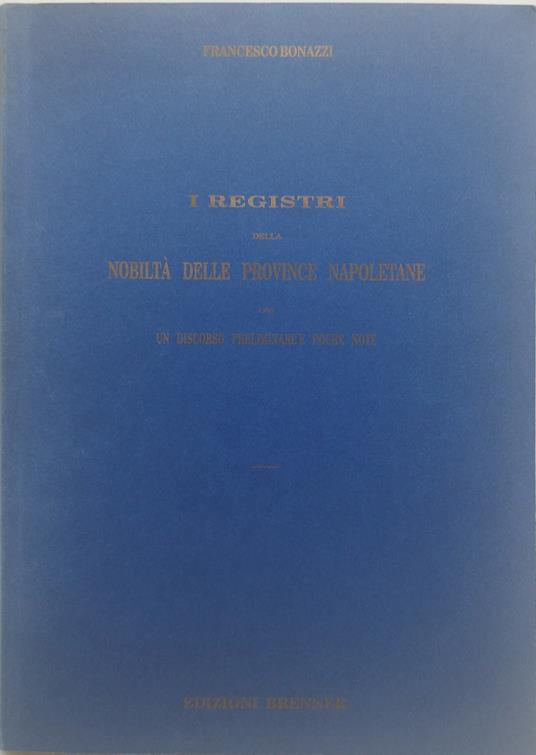 FRANCESCO BONAZZI
I REGISTRI
DELLA
NOBILTÀ DELLE PROVINCE NAPOLETANE
CON
UN DISCORSO PRELIMINARE E POCHE NOTE
EDIZIONI BRENNER